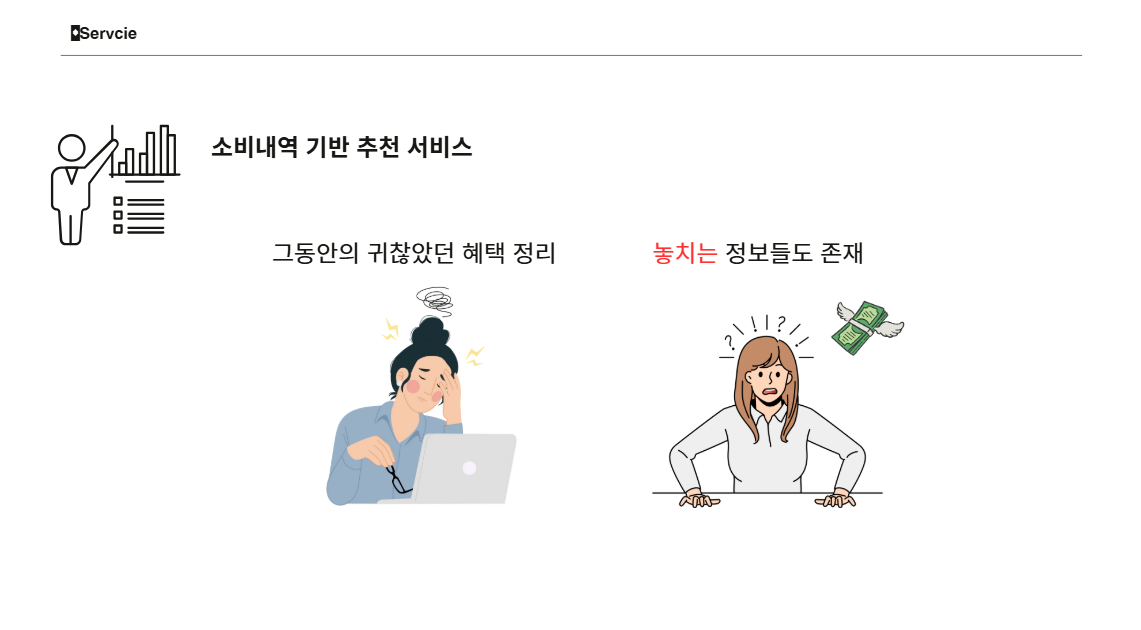 Servcie
소비내역 기반 추천 서비스
그동안의 귀찮았던 혜택 정리
놓치는 정보들도 존재